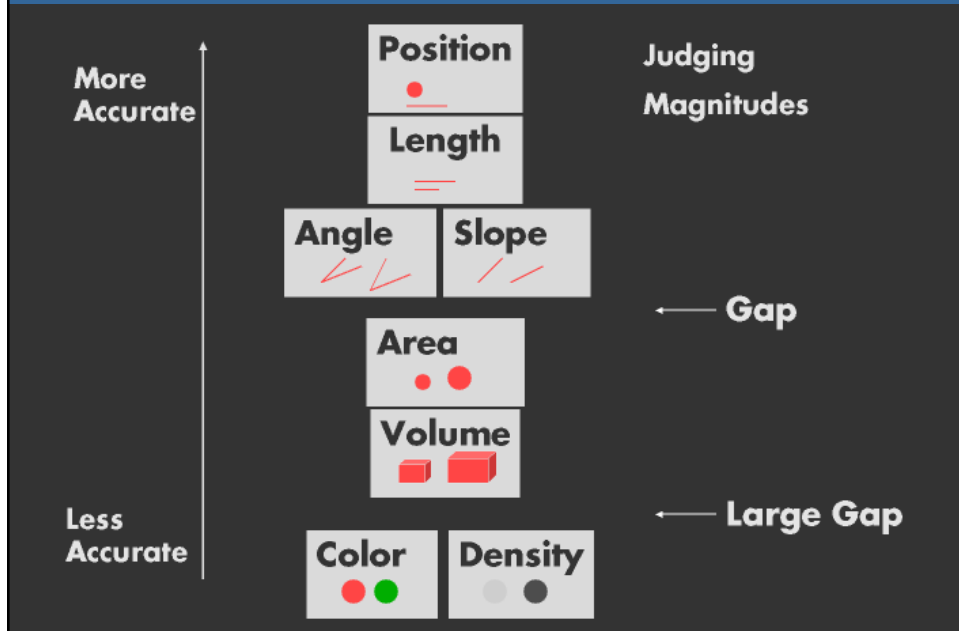 Position
Judging
More
Accurate
Magnitudes
Length
Angle
Slope
Gap
Area
Volume
Large Gap
Less
Accurate
Color
Density